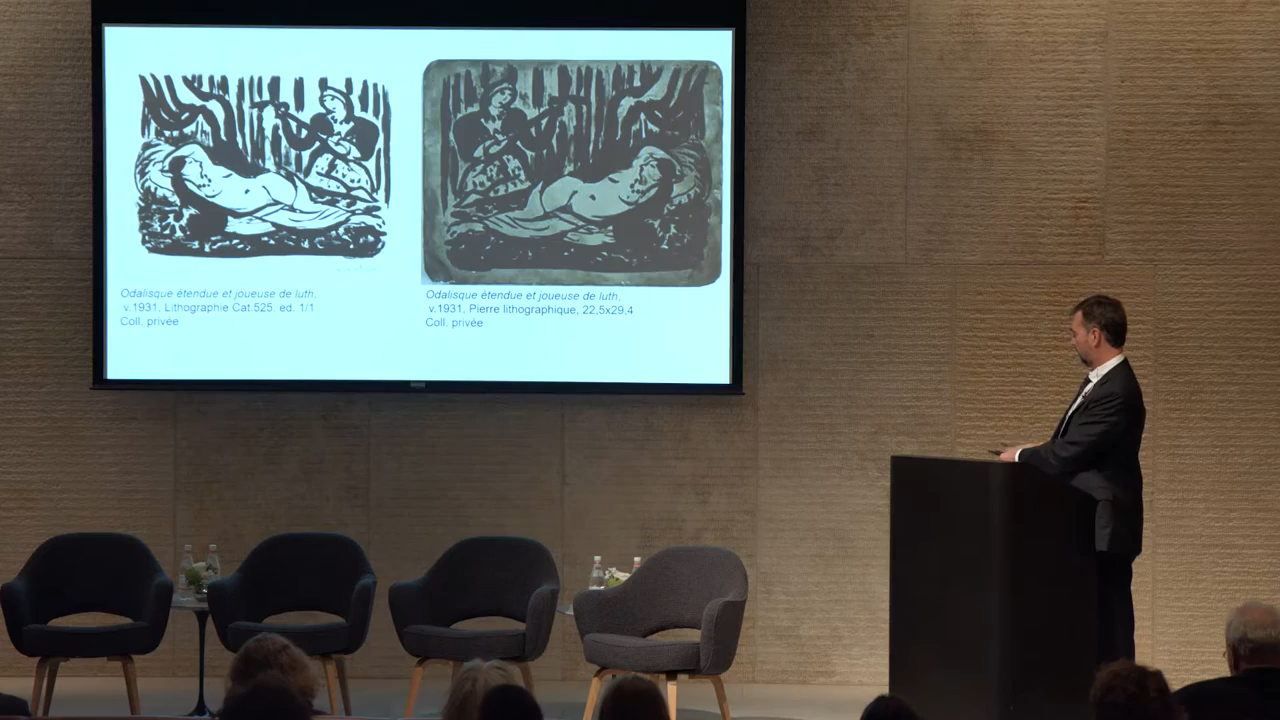 Odalisque étendue et joueuse de luth,
v.1931. Lithographie Cat.525. ed. 1/1
Coll. privée
Odalisque étendue et joueuse de luth,
v.1931, Pierre lithographique, 22,5x29,4
Coll. privée